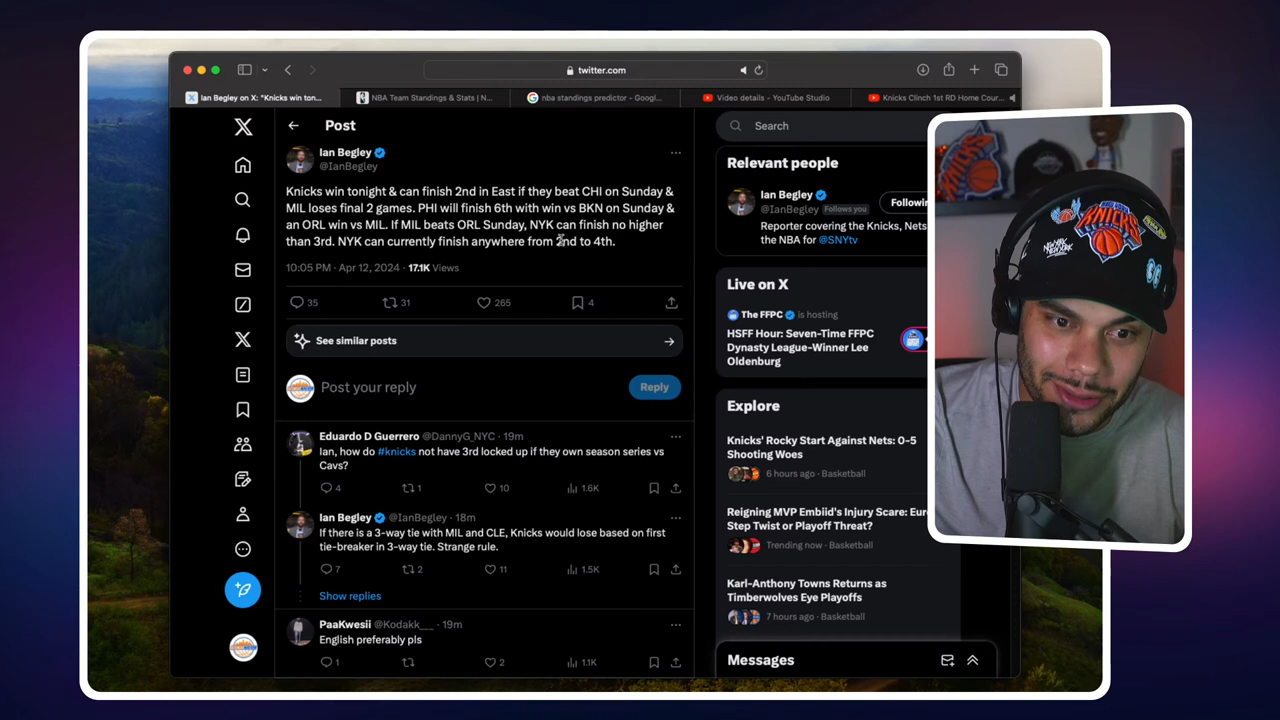 twitter.com
Ian Begley on X: "Knicks win ton...
NBA Team Standings & Stats | N...
nba standings predictor - Googl...
Video details - YouTube Studio
Knicks Clinch 1st RD Home Cour...
Post
Search
Ian Begley
@IanBegley
Knicks win tonight & can finish 2nd in East if they beat CHI on Sunday &
MIL loses final 2 games. PHI will finish 6th with win vs BKN on Sunday &
an ORL win vs MIL. If MIL beats ORL Sunday, NYK can finish no higher
than 3rd. NYK can currently finish anywhere from 2nd to 4th.
10:05 PM · Apr 12, 2024 · 17.1K Views
35
31
265
4
See similar posts
Post your reply
Reply
Eduardo D Guerrero @DannyG_NYC · 19m
Ian, how do #knicks not have 3rd locked up if they own season series vs
Cavs?
4
1
10
1.6K
Ian Begley @IanBegley · 18m
If there is a 3-way tie with MIL and CLE, Knicks would lose based on first
tie-breaker in 3-way tie. Strange rule.
7
2
11
1.5K
Show replies
PaaKwesii @Kodakk___ · 19m
English preferably pls
1
2
1.1K
Relevant people
Ian Begley
@IanBegley Follows you
Followin
Reporter covering the Knicks, Nets
the NBA for @SNYtv
Live on X
The FFPC is hosting
HSFF Hour: Seven-Time FFPC
Dynasty League-Winner Lee
Oldenburg
Explore
Knicks' Rocky Start Against Nets: 0-5
Shooting Woes
6 hours ago · Basketball
Reigning MVP Embiid's Injury Scare: Eur
Step Twist or Playoff Threat?
Trending now · Basketball
Karl-Anthony Towns Returns as
Timberwolves Eye Playoffs
7 hours ago · Basketball
Messages
KNICKS
NEW YORK
KNICKS